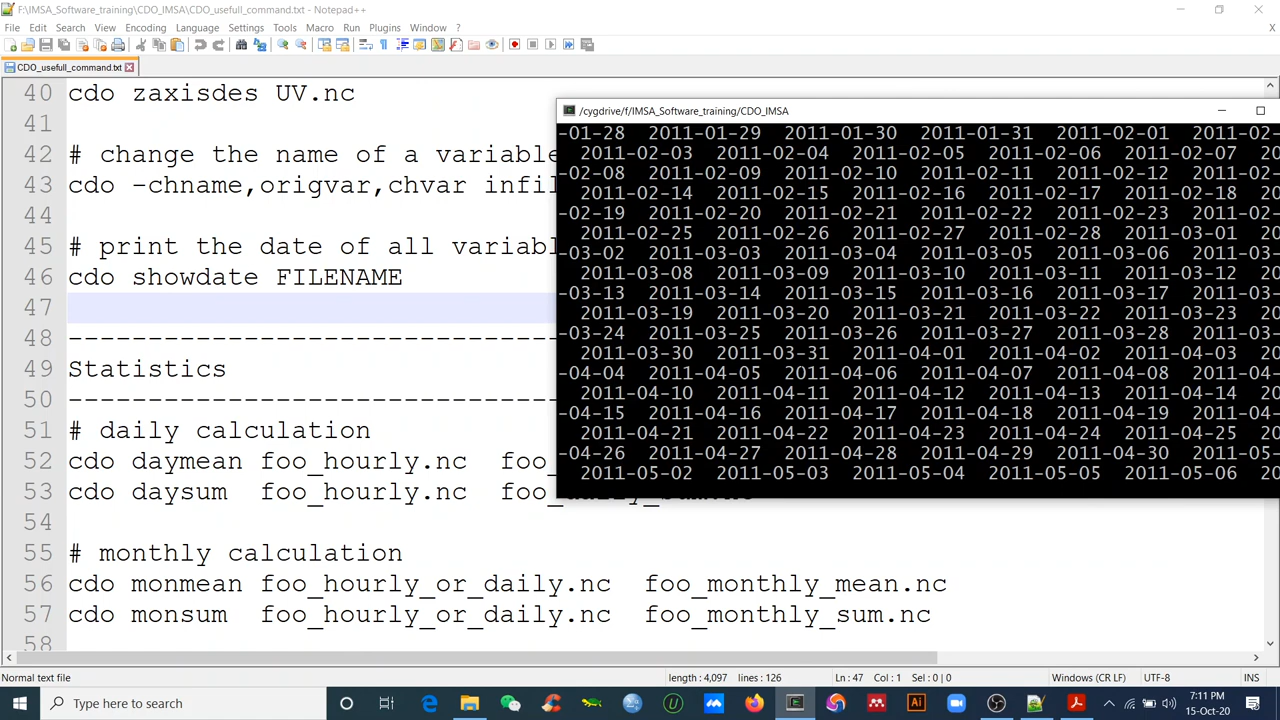 F:\IMSA_Software_training\CDO_IMSA\CDO_usefull_command.txt - Notepad++
File Edit Search View Encoding Language Settings Tools Macro Run Plugins Window ?
X
CDO_usefull_command.txt
40 cdo zaxisdes UV.nc
41
42 # change the name of a variable
43 cdo -chname,origvar,chvar infil
44
45 # print the date of all variabl
46 cdo showdate FILENAME
47
48 -------------------------------
49 Statistics
50 -------------------------------
51 # daily calculation
52 cdo daymean foo_hourly.nc foo_
53 cdo daysum foo_hourly.nc foo_daily_sum.nc
54
55 # monthly calculation
56 cdo monmean foo_hourly_or_daily.nc foo_monthly_mean.nc
57 cdo monsum foo_hourly_or_daily.nc foo_monthly_sum.nc
58
/cygdrive/f/IMSA_Software_training/CDO_IMSA
-01-28 2011-01-29 2011-01-30 2011-01-31 2011-02-01 2011-02-
2011-02-03 2011-02-04 2011-02-05 2011-02-06 2011-02-07 20
-02-08 2011-02-09 2011-02-10 2011-02-11 2011-02-12 2011-02-
2011-02-14 2011-02-15 2011-02-16 2011-02-17 2011-02-18 20
-02-19 2011-02-20 2011-02-21 2011-02-22 2011-02-23 2011-02-
2011-02-25 2011-02-26 2011-02-27 2011-02-28 2011-03-01 20
-03-02 2011-03-03 2011-03-04 2011-03-05 2011-03-06 2011-03-
2011-03-08 2011-03-09 2011-03-10 2011-03-11 2011-03-12 20
-03-13 2011-03-14 2011-03-15 2011-03-16 2011-03-17 2011-03-
2011-03-19 2011-03-20 2011-03-21 2011-03-22 2011-03-23 20
-03-24 2011-03-25 2011-03-26 2011-03-27 2011-03-28 2011-03-
2011-03-30 2011-03-31 2011-04-01 2011-04-02 2011-04-03 20
-04-04 2011-04-05 2011-04-06 2011-04-07 2011-04-08 2011-04-
2011-04-10 2011-04-11 2011-04-12 2011-04-13 2011-04-14 20
-04-15 2011-04-16 2011-04-17 2011-04-18 2011-04-19 2011-04-
2011-04-21 2011-04-22 2011-04-23 2011-04-24 2011-04-25 20
-04-26 2011-04-27 2011-04-28 2011-04-29 2011-04-30 2011-05-
2011-05-02 2011-05-03 2011-05-04 2011-05-05 2011-05-06 20
Normal text file length : 4,097 lines : 126 Ln : 47 Col : 1 Sel : 0 | 0 Windows (CR LF) UTF-8 INS
Type here to search
7:11 PM
15-Oct-20